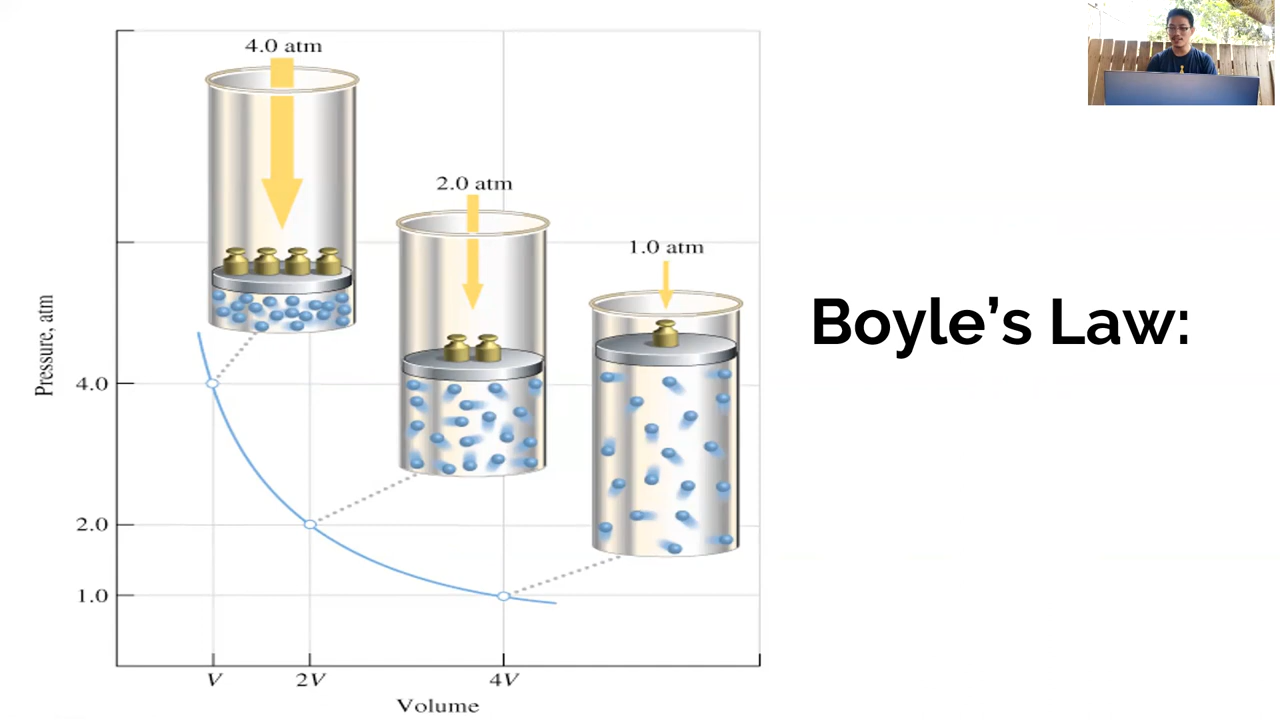 4.0 atm
2.0 atm
1.0 atm
Boyle's Law:
Pressure, atm
4.0
2.0
1.0
V
2V
4V
Volume